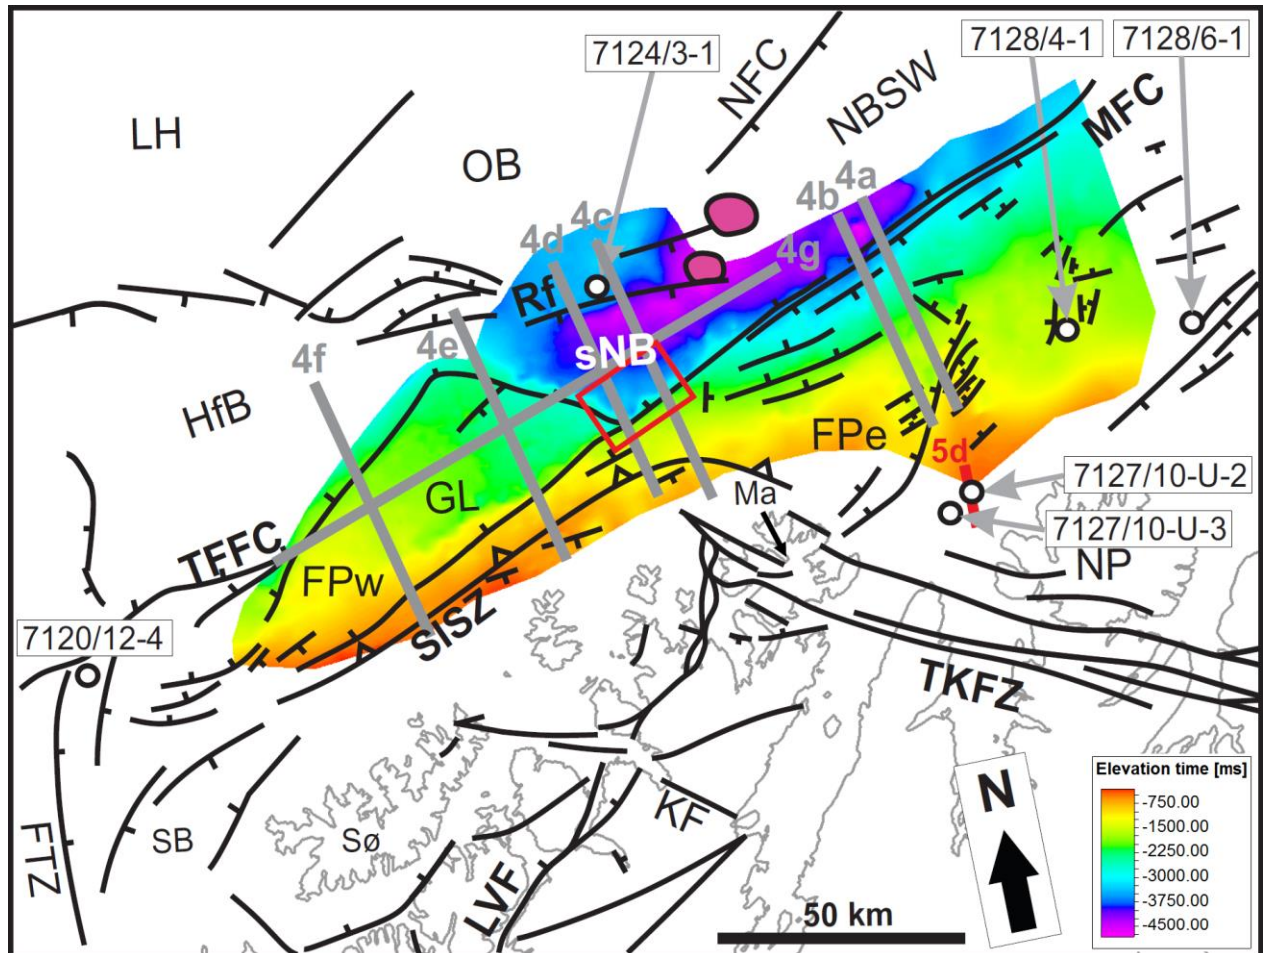 7124/3-1
7128/4-1
7128/6-1
NFC
NBSW
MFC
LH
OB
4a
4b
4c
4d
4g
Rf
sNB
4e
4f
HfB
FPe
GL
5d
7127/10-U-2
Ma
7127/10-U-3
TFFC
FPw
NP
SISZ
7120/12-4
TKFZ
Elevation time [ms]
-750.00
-1500.00
-2250.00
-3000.00
-3750.00
-4500.00
N
KF
FTZ
SB
Sø
LVF
50 km